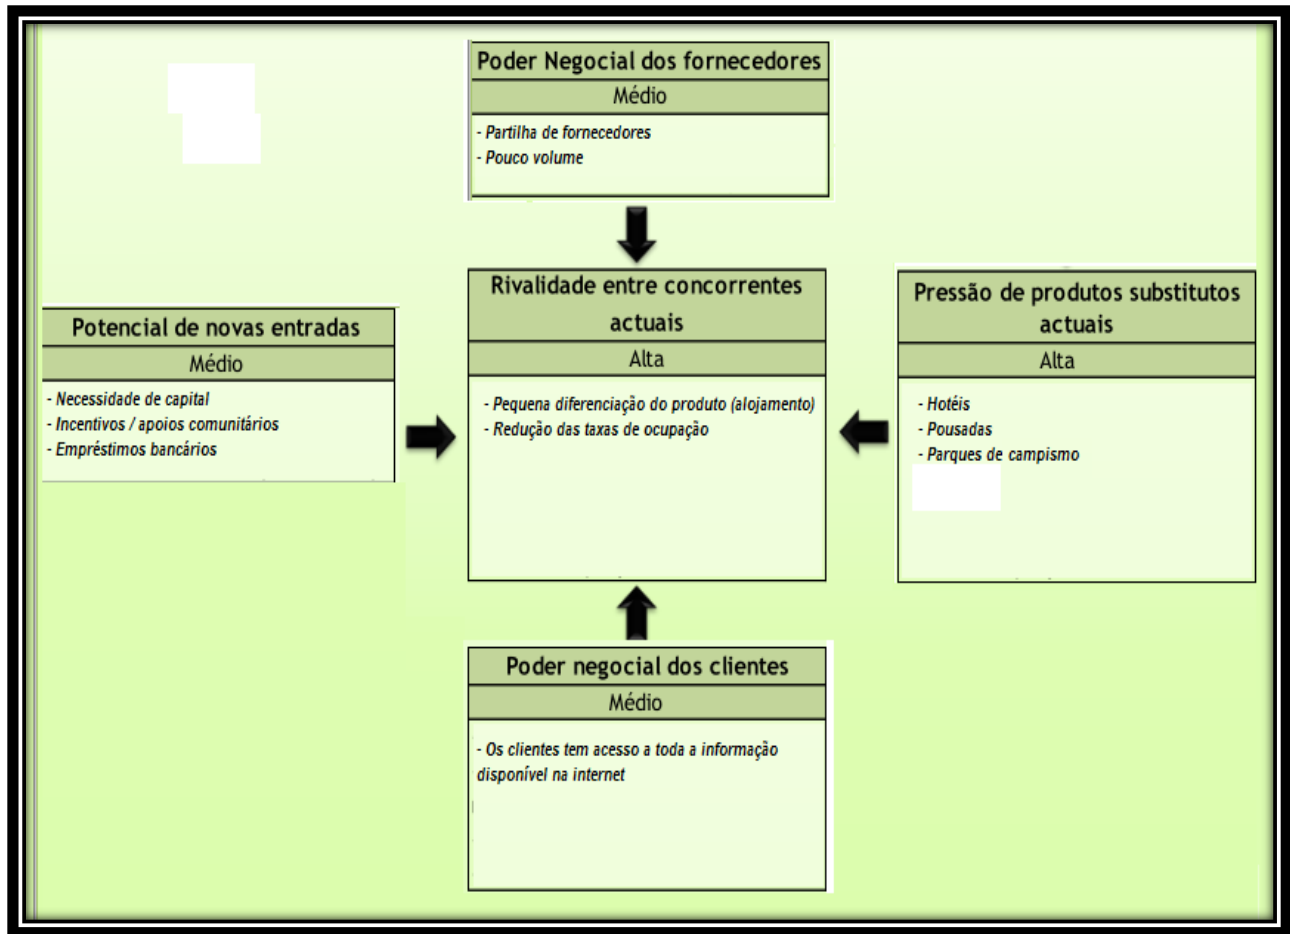 Poder Negocial dos fornecedores
Médio
- Partilha de fornecedores
- Pouco volume
Potencial de novas entradas
Médio
- Necessidade de capital
- Incentivos / apoios comunitários
- Empréstimos bancários
Rivalidade entre concorrentes
actuais
Alta
- Pequena diferenciação do produto (alojamento)
- Redução das taxas de ocupação
Pressão de produtos substitutos
actuais
Alta
- Hotéis
- Pousadas
- Parques de campismo
Poder negocial dos clientes
Médio
- Os clientes tem acesso a toda a informação
disponível na internet